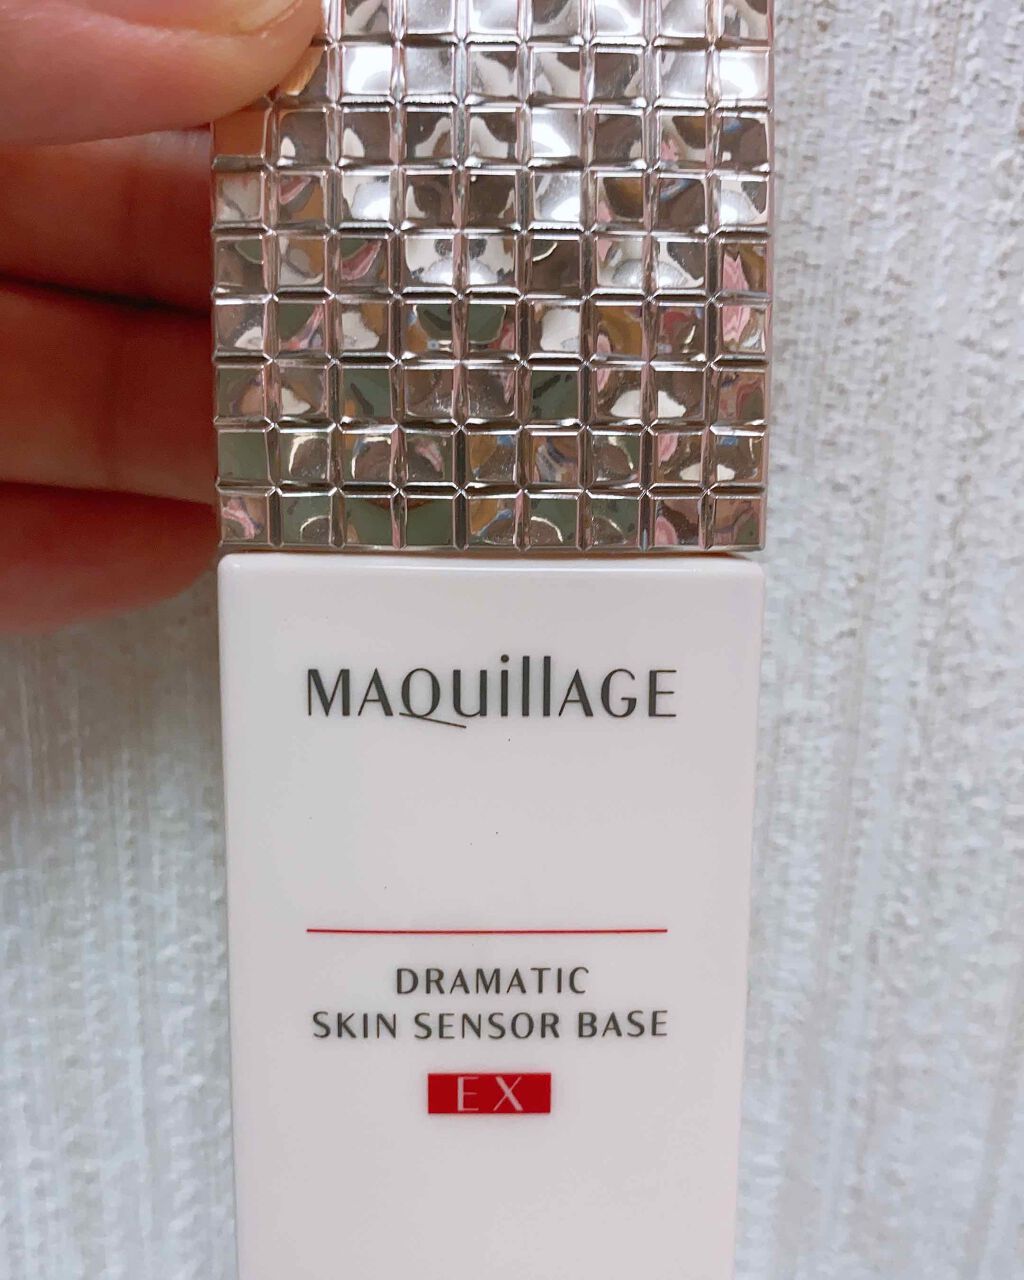 MAQuillAGE
DRAMATIC
SKIN SENSOR BASE
EX